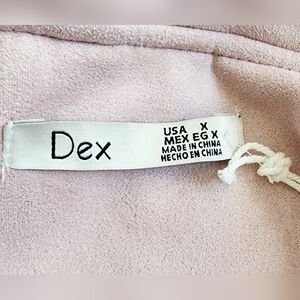 Dex
USA X
MEX EG X
MADE IN CHINA
HECHO EN CHINA